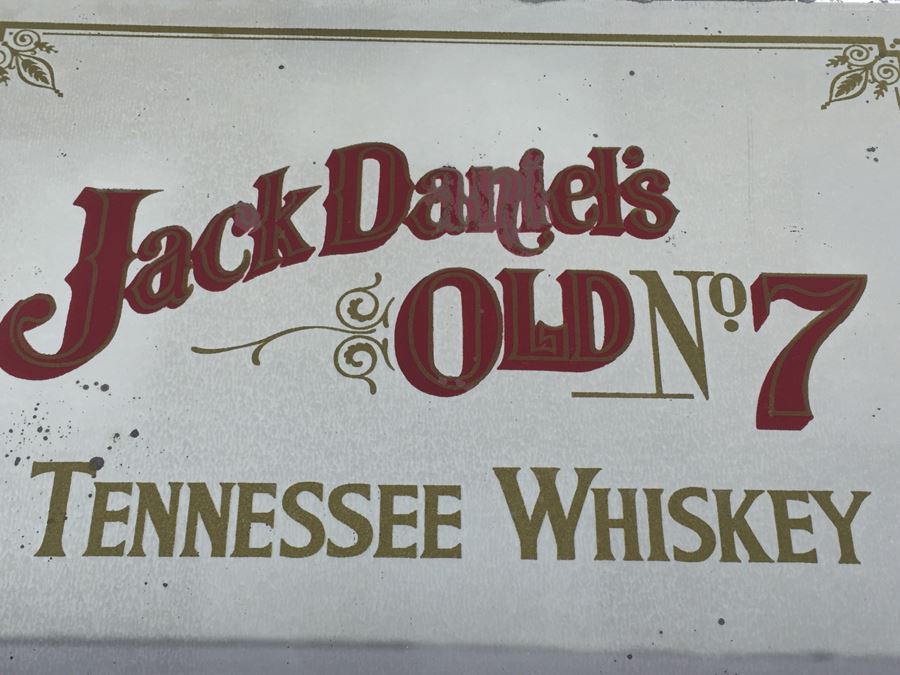 Jack Daniel's
OLD Nº 7
TENNESSEE WHISKEY